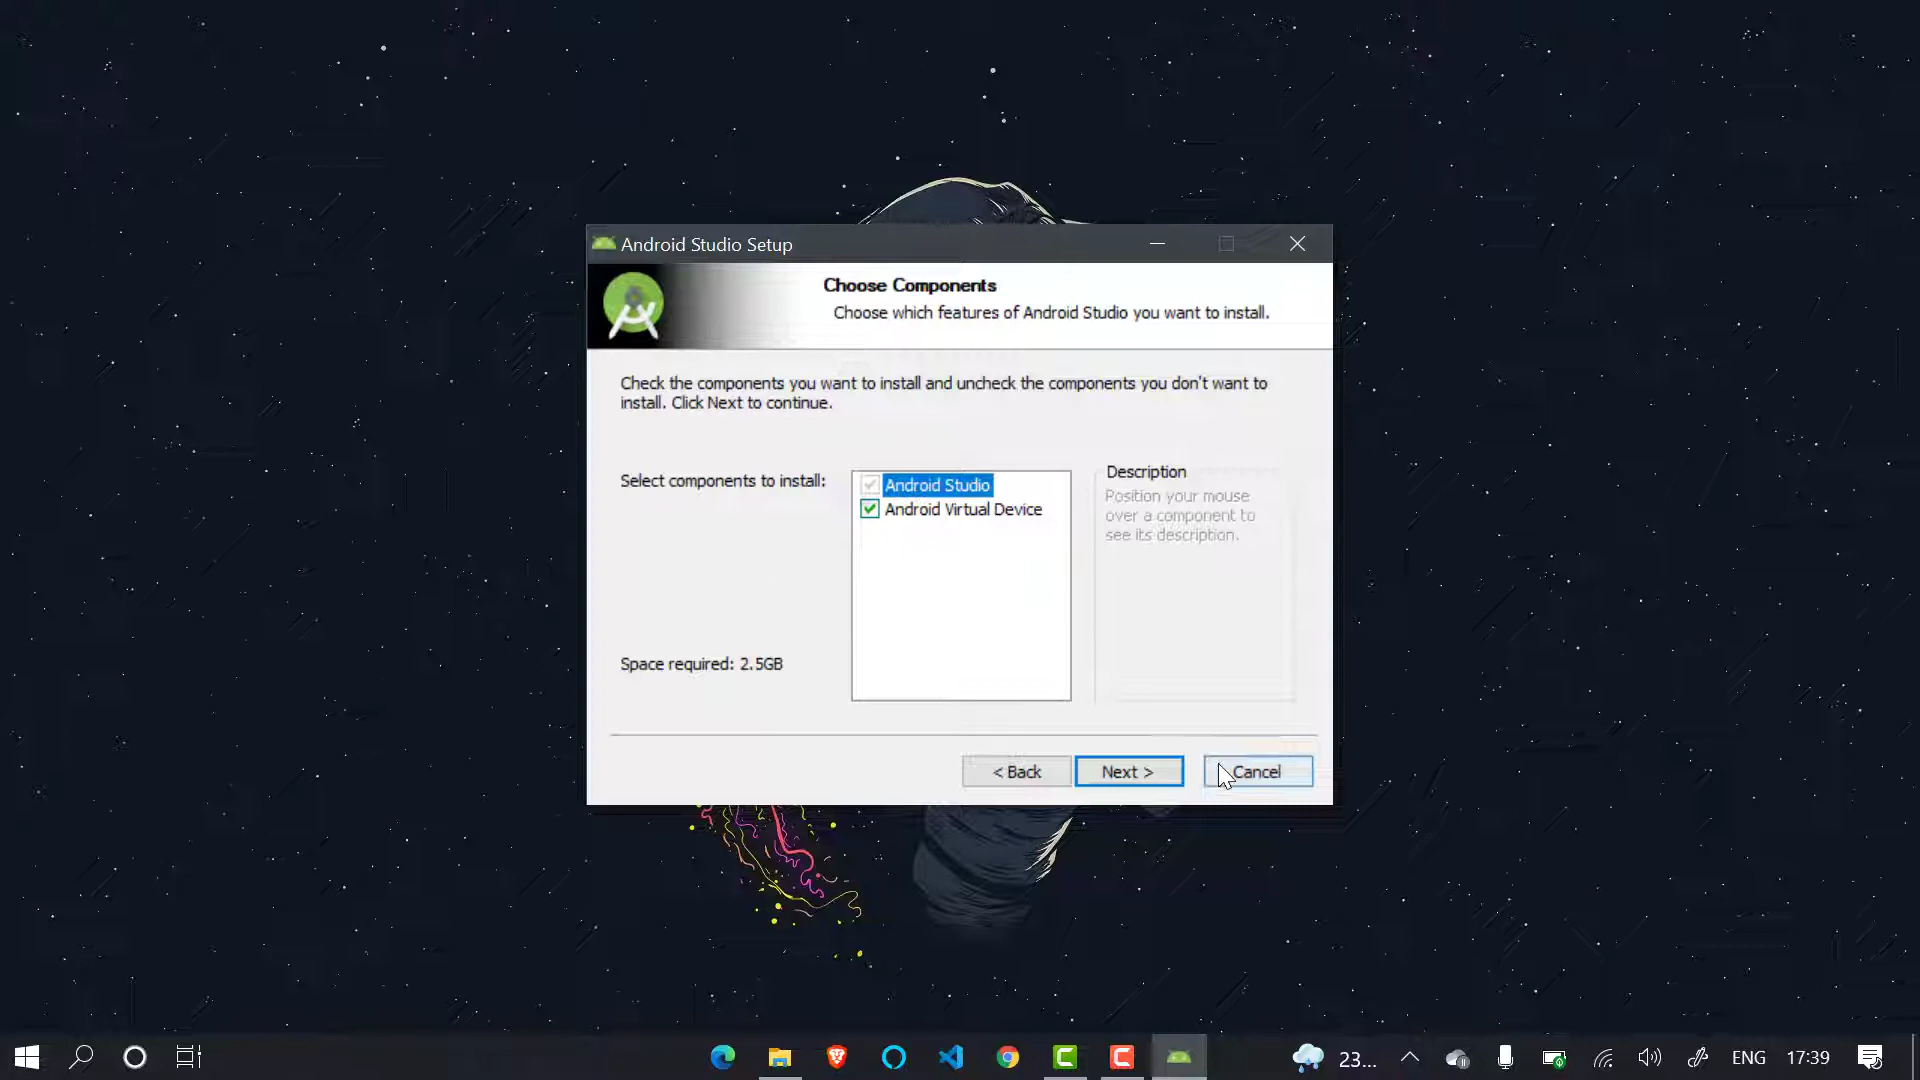 Android Studio Setup
Choose Components
Choose which features of Android Studio you want to install.
Check the components you want to install and uncheck the components you don't want to
install. Click Next to continue.
Select components to install:
Android Studio
Android Virtual Device
Description
Position your mouse
over a component to
see its description.
Space required: 2.5GB
< Back
Next >
Cancel
23...
ENG
17:39